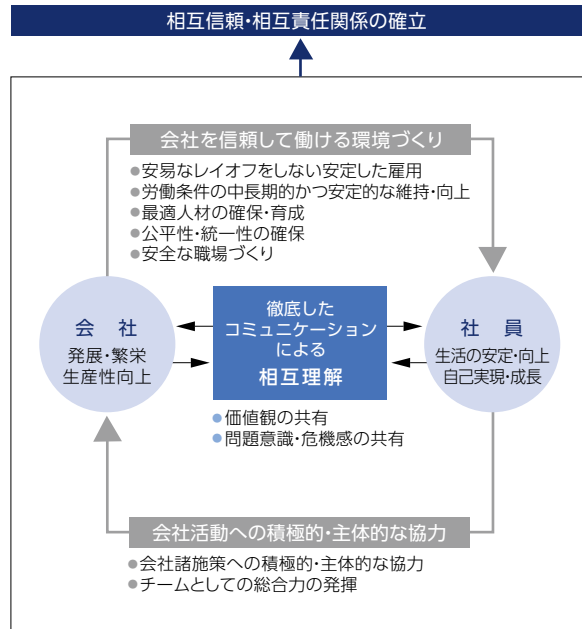 相互信頼・相互責任関係の確立
会社を信頼して働ける環境づくり
●安易なレイオフをしない安定した雇用
●労働条件の中長期的かつ安定的な維持・向上
●最適人材の確保・育成
●公平性・統一性の確保
●安全な職場づくり
会 社
発展・繁栄
生産性向上
徹底した
コミュニケーション
による
相互理解
社 員
生活の安定・向上
自己実現・成長
●価値観の共有
●問題意識・危機感の共有
会社活動への積極的・主体的な協力
●会社諸施策への積極的・主体的な協力
●チームとしての総合力の発揮